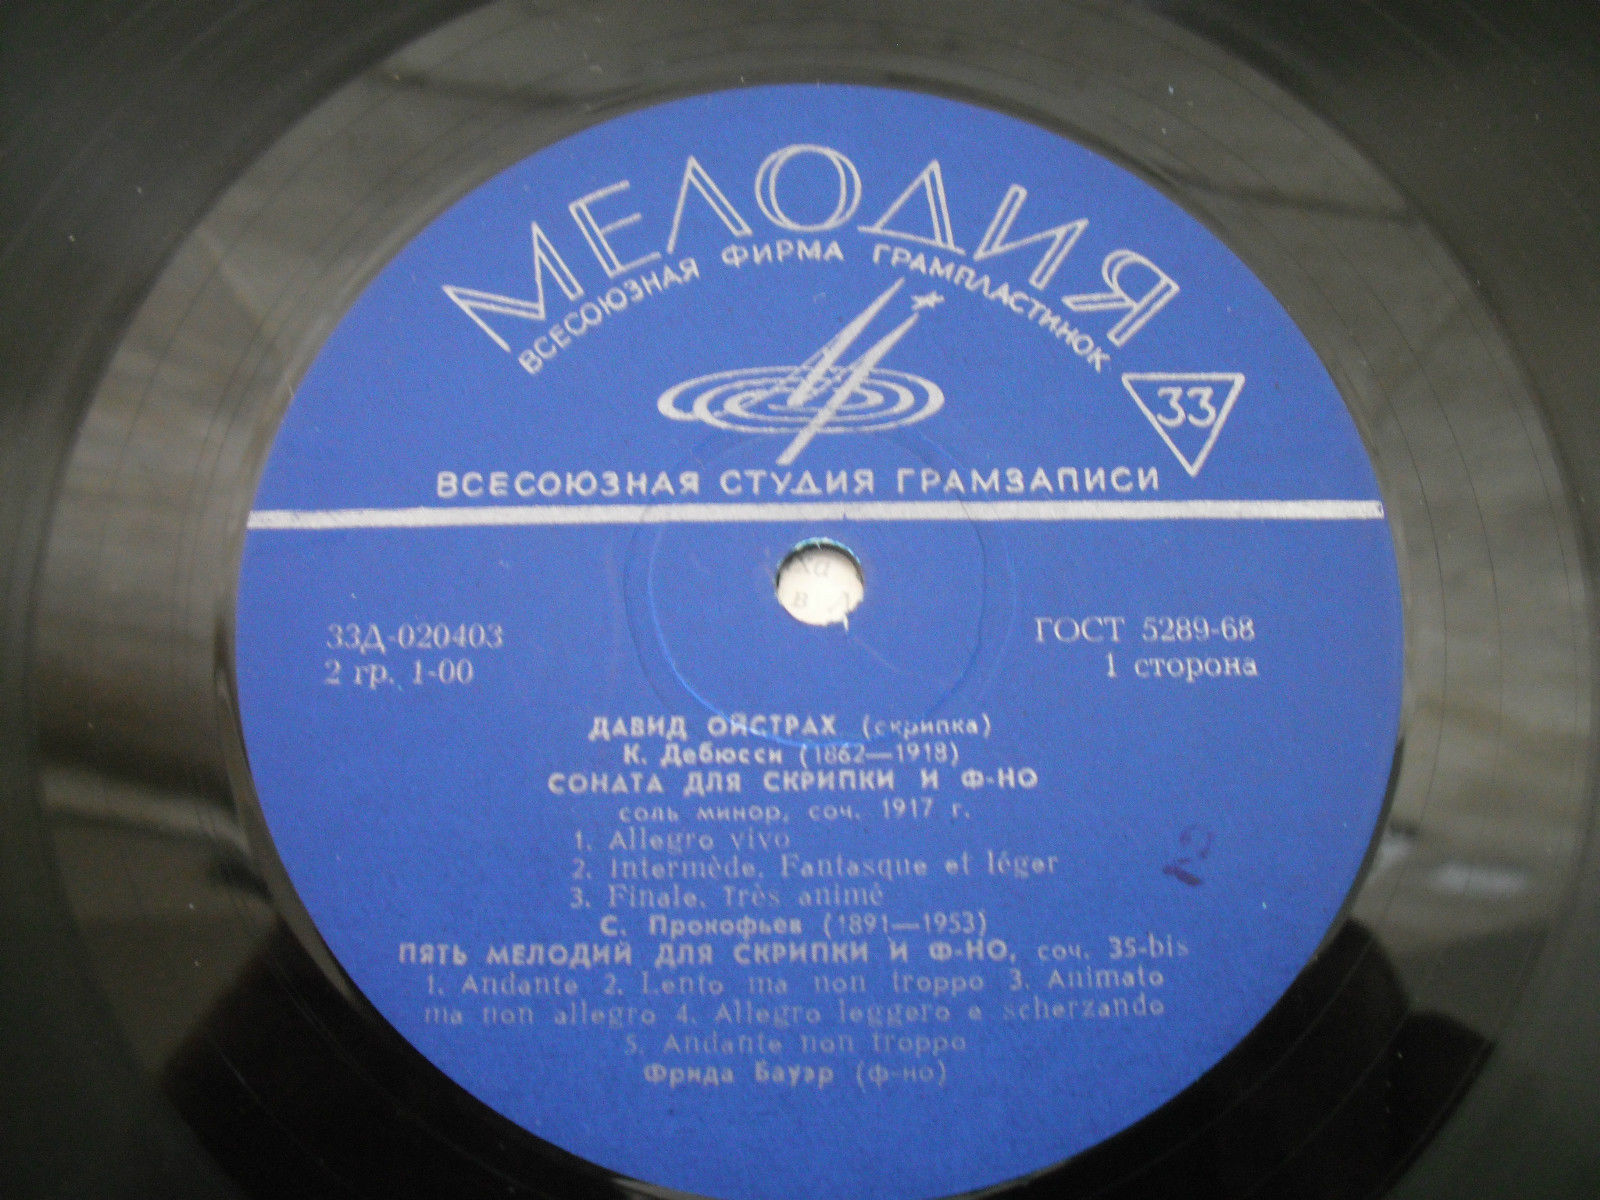 МЕЛОДИЯ
ВСЕСОЮЗНАЯ ФИРМА ГРАМПЛАСТИНОК
33
ВСЕСОЮЗНАЯ СТУДИЯ ГРАМЗАПИСИ
33Д-020403
2 гр. 1-00
ГОСТ 5289-68
1 сторона
ДАВИД ОЙСТРАХ (скрипка)
К. Дебюсси (1862—1918)
СОНАТА ДЛЯ СКРИПКИ И Ф-НО
соль минор, соч. 1917 г.
1. Allegro vivo
2. Intermède. Fantasque et léger
3. Finale. Très animé
С. Прокофьев (1891—1953)
ПЯТЬ МЕЛОДИЙ ДЛЯ СКРИПКИ И Ф-НО, соч. 35-bis
1. Andante 2. Lento ma non troppo 3. Animato
ma non allegro 4. Allegro leggero e scherzando
5. Andante non troppo
Фрида Бауэр (ф-но)
2